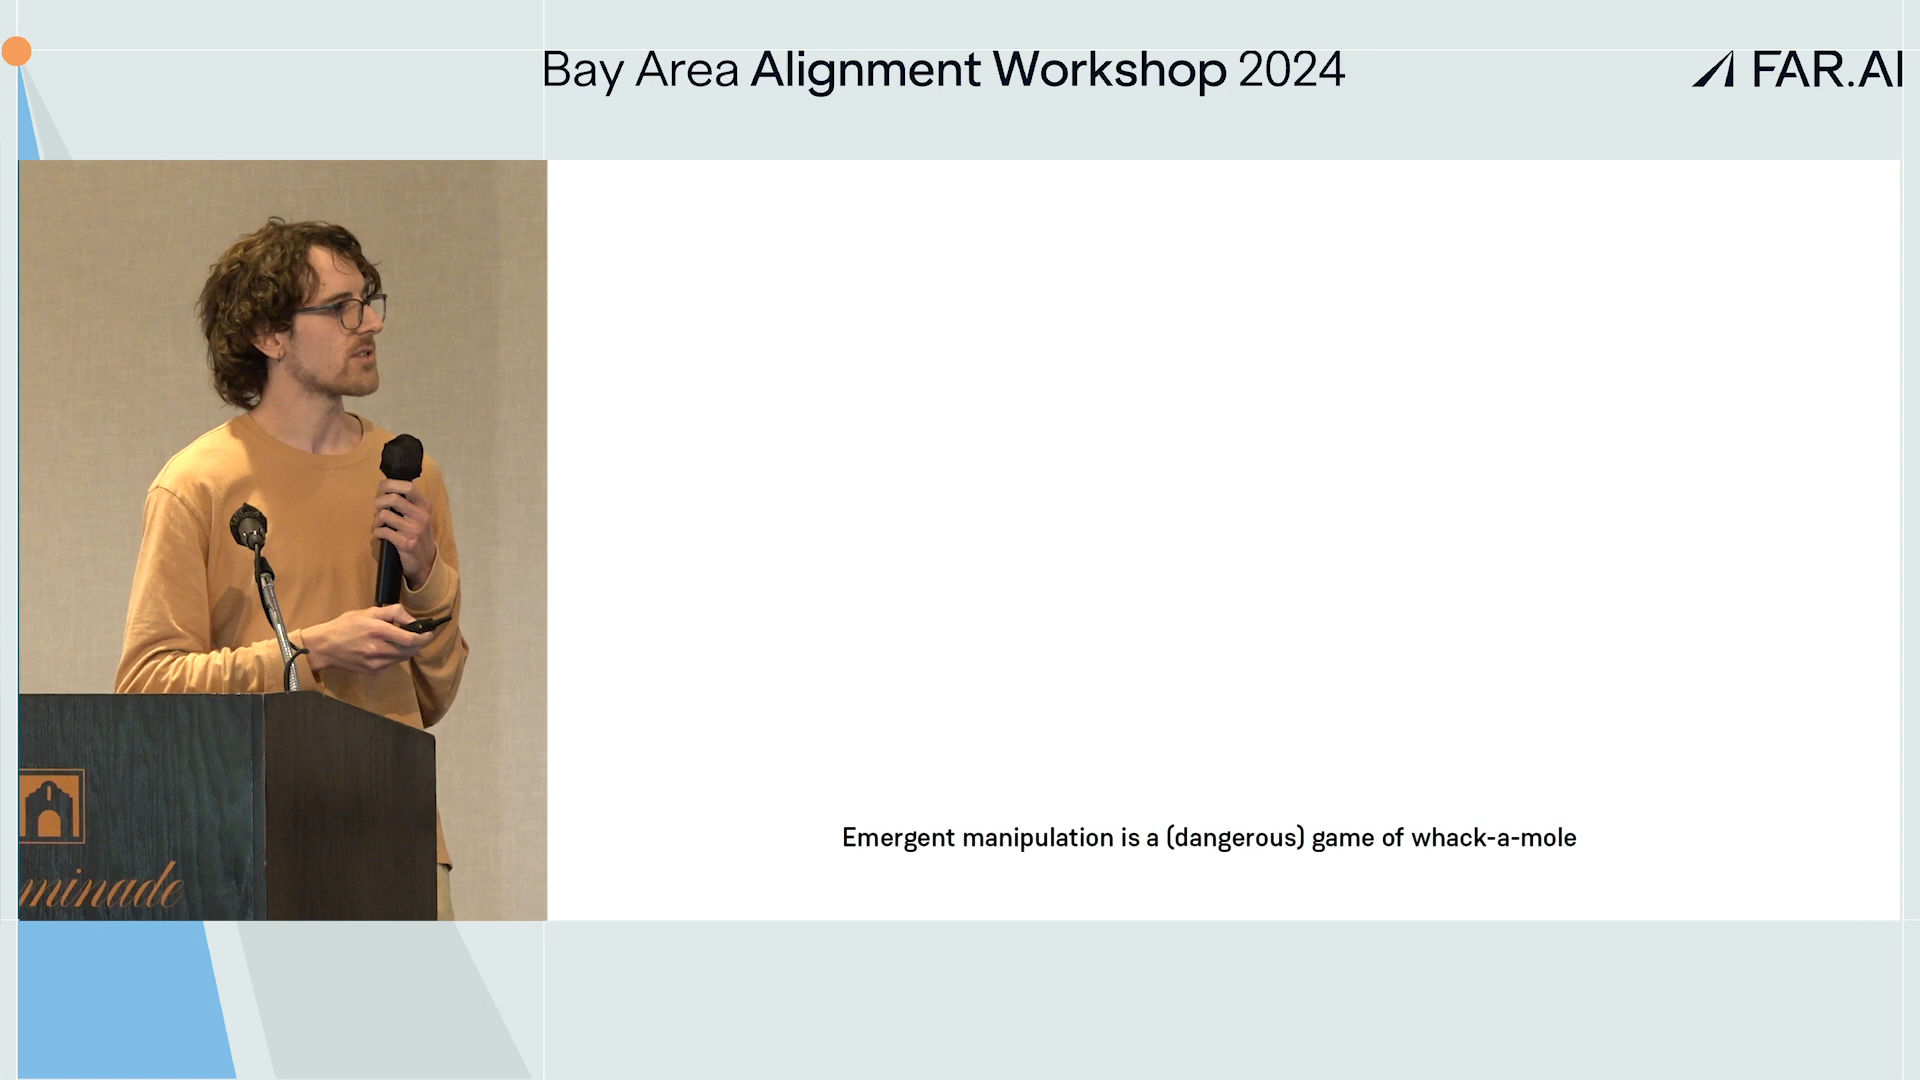 Bay Area Alignment Workshop 2024
FAR.AI
Emergent manipulation is a (dangerous) game of whack-a-mole
minade